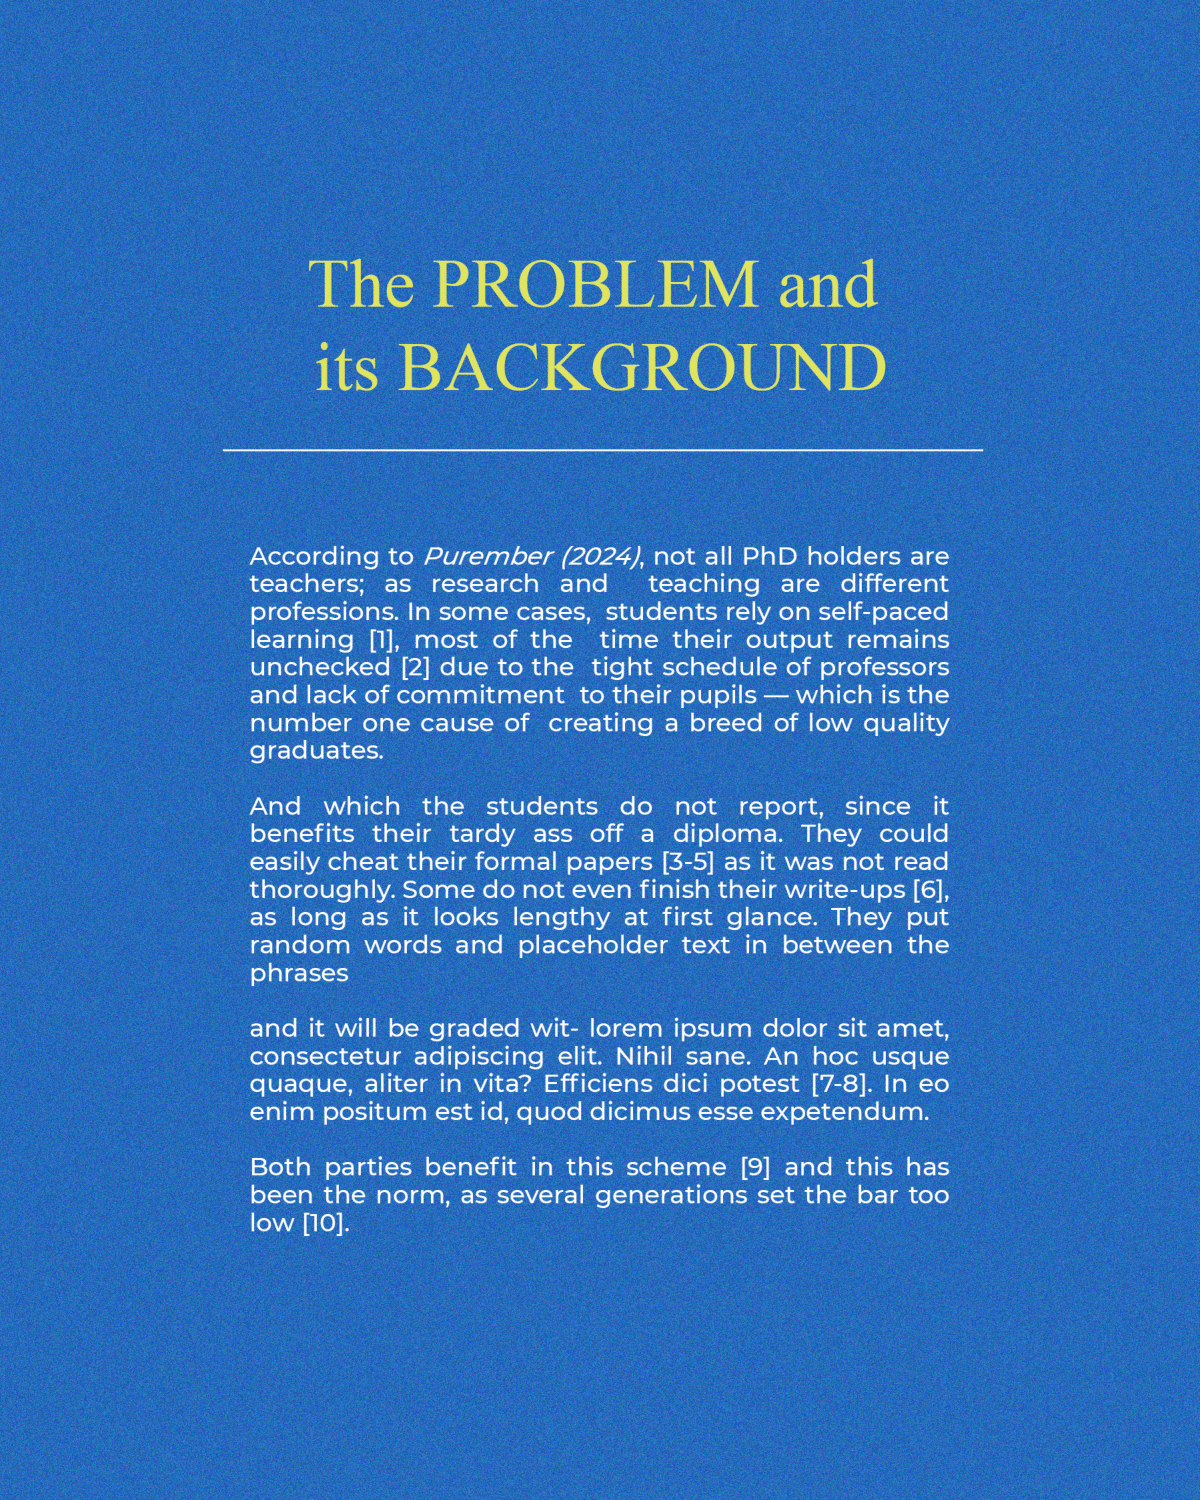 The PROBLEM and
its BACKGROUND
According to Purember (2024), not all PhD holders are
teachers; as research and teaching are different
professions. In some cases, students rely on self-paced
learning [1], most of the time their output remains
unchecked [2] due to the tight schedule of professors
and lack of commitment to their pupils — which is the
number one cause of creating a breed of low quality
graduates.
And which the students do not report, since it
benefits their tardy ass off a diploma. They could
easily cheat their formal papers [3-5] as it was not read
thoroughly. Some do not even finish their write-ups [6],
as long as it looks lengthy at first glance. They put
random words and placeholder text in between the
phrases
and it will be graded wit- lorem ipsum dolor sit amet,
consectetur adipiscing elit. Nihil sane. An hoc usque
quaque, aliter in vita? Efficiens dici potest [7-8]. In eo
enim positum est id, quod dicimus esse expetendum.
Both parties benefit in this scheme [9] and this has
been the norm, as several generations set the bar too
low [10].